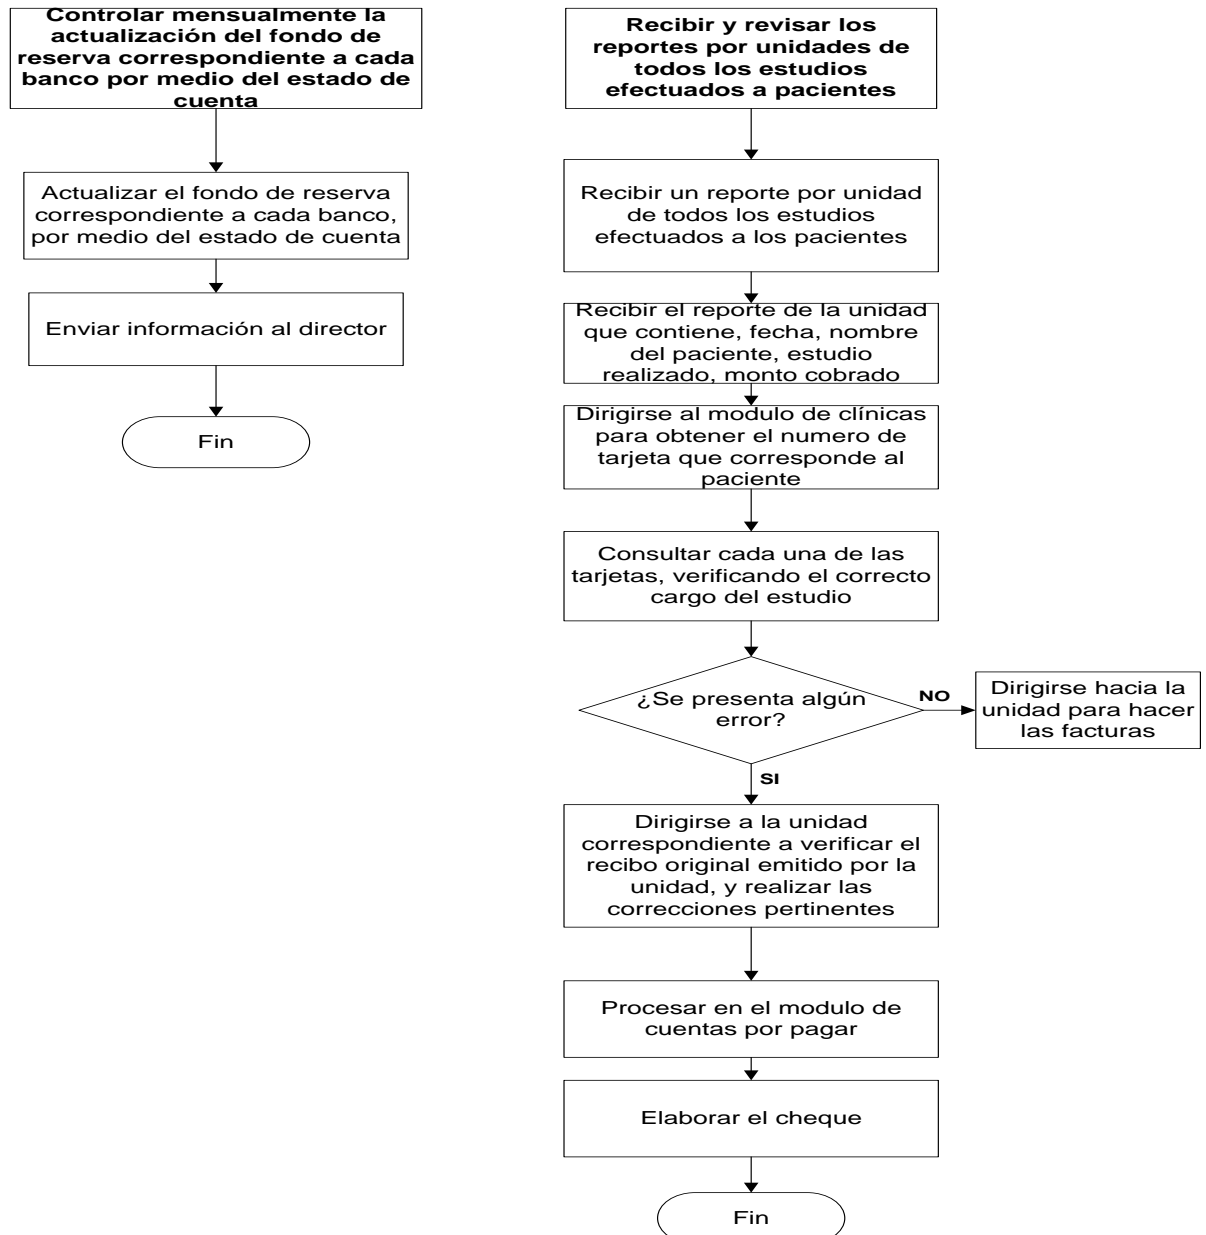 Controlar mensualmente la
actualización del fondo de
reserva correspondiente a cada
banco por medio del estado de
cuenta
Actualizar el fondo de reserva
correspondiente a cada banco,
por medio del estado de cuenta
Enviar información al director
Fin
Recibir y revisar los
reportes por unidades de
todos los estudios
efectuados a pacientes
Recibir un reporte por unidad
de todos los estudios
efectuados a los pacientes
Recibir el reporte de la unidad
que contiene, fecha, nombre
del paciente, estudio
realizado, monto cobrado
Dirigirse al modulo de clínicas
para obtener el numero de
tarjeta que corresponde al
paciente
Consultar cada una de las
tarjetas, verificando el correcto
cargo del estudio
¿Se presenta algún
error?
NO
Dirigirse hacia la
unidad para hacer
las facturas
SI
Dirigirse a la unidad
correspondiente a verificar el
recibo original emitido por la
unidad, y realizar las
correcciones pertinentes
Procesar en el modulo de
cuentas por pagar
Elaborar el cheque
Fin